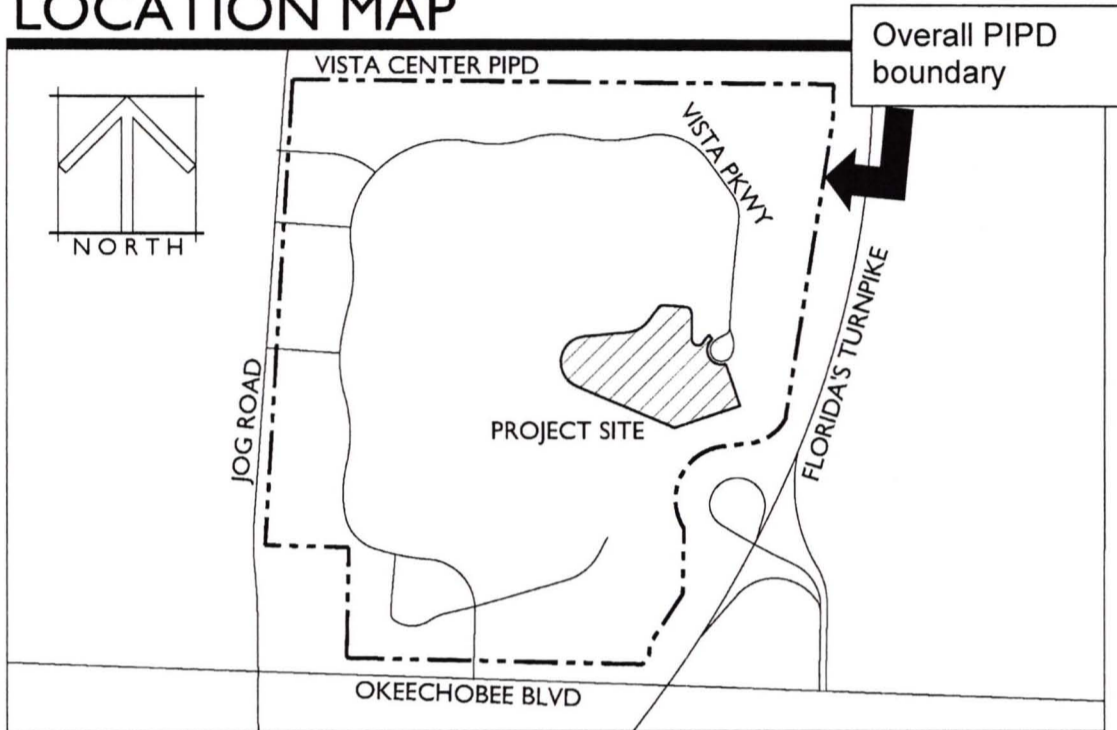 LOCATION MAP
Overall PIPD
boundary
VISTA CENTER PIPD
VISTA PKWY
NORTH
FLORIDA'S TURNPIKE
JOG ROAD
PROJECT SITE
OKEECHOBEE BLVD